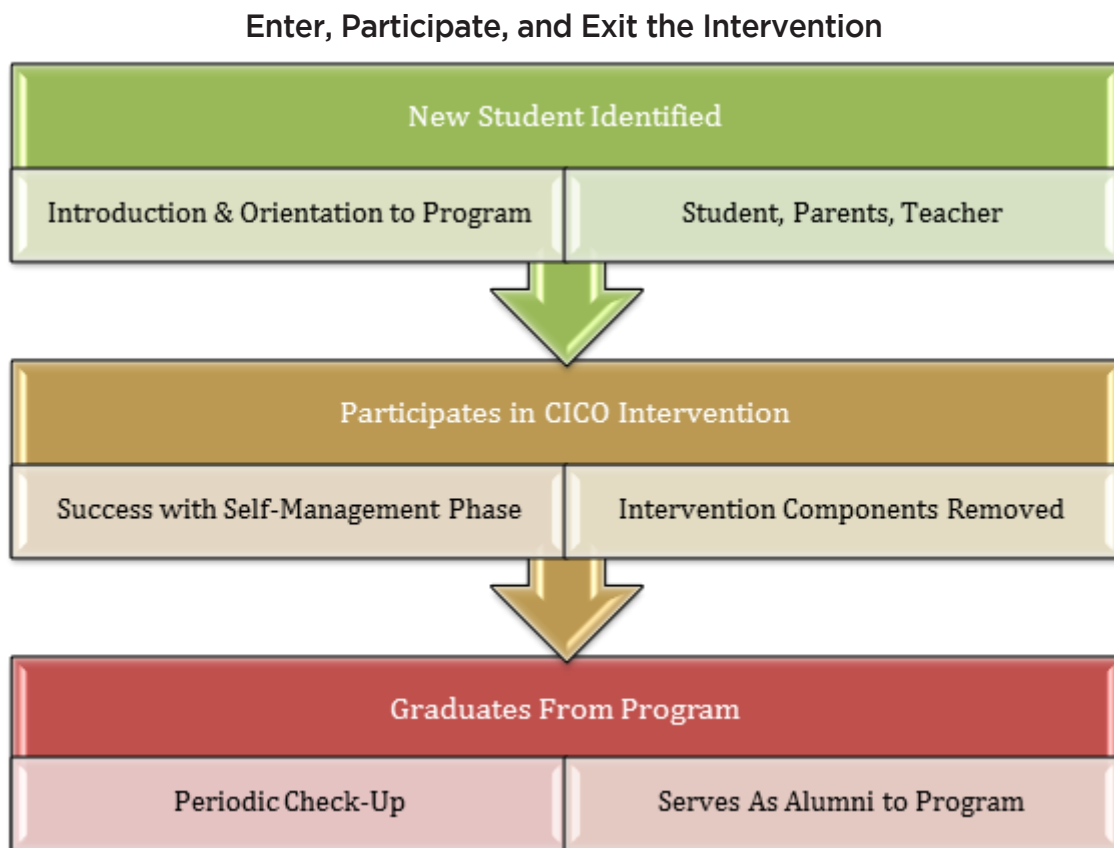 Enter, Participate, and Exit the Intervention
New Student Identified
Introduction & Orientation to Program
Student, Parents, Teacher
Participates in CICO Intervention
Success with Self-Management Phase
Intervention Components Removed
Graduates From Program
Periodic Check-Up
Serves As Alumni to Program